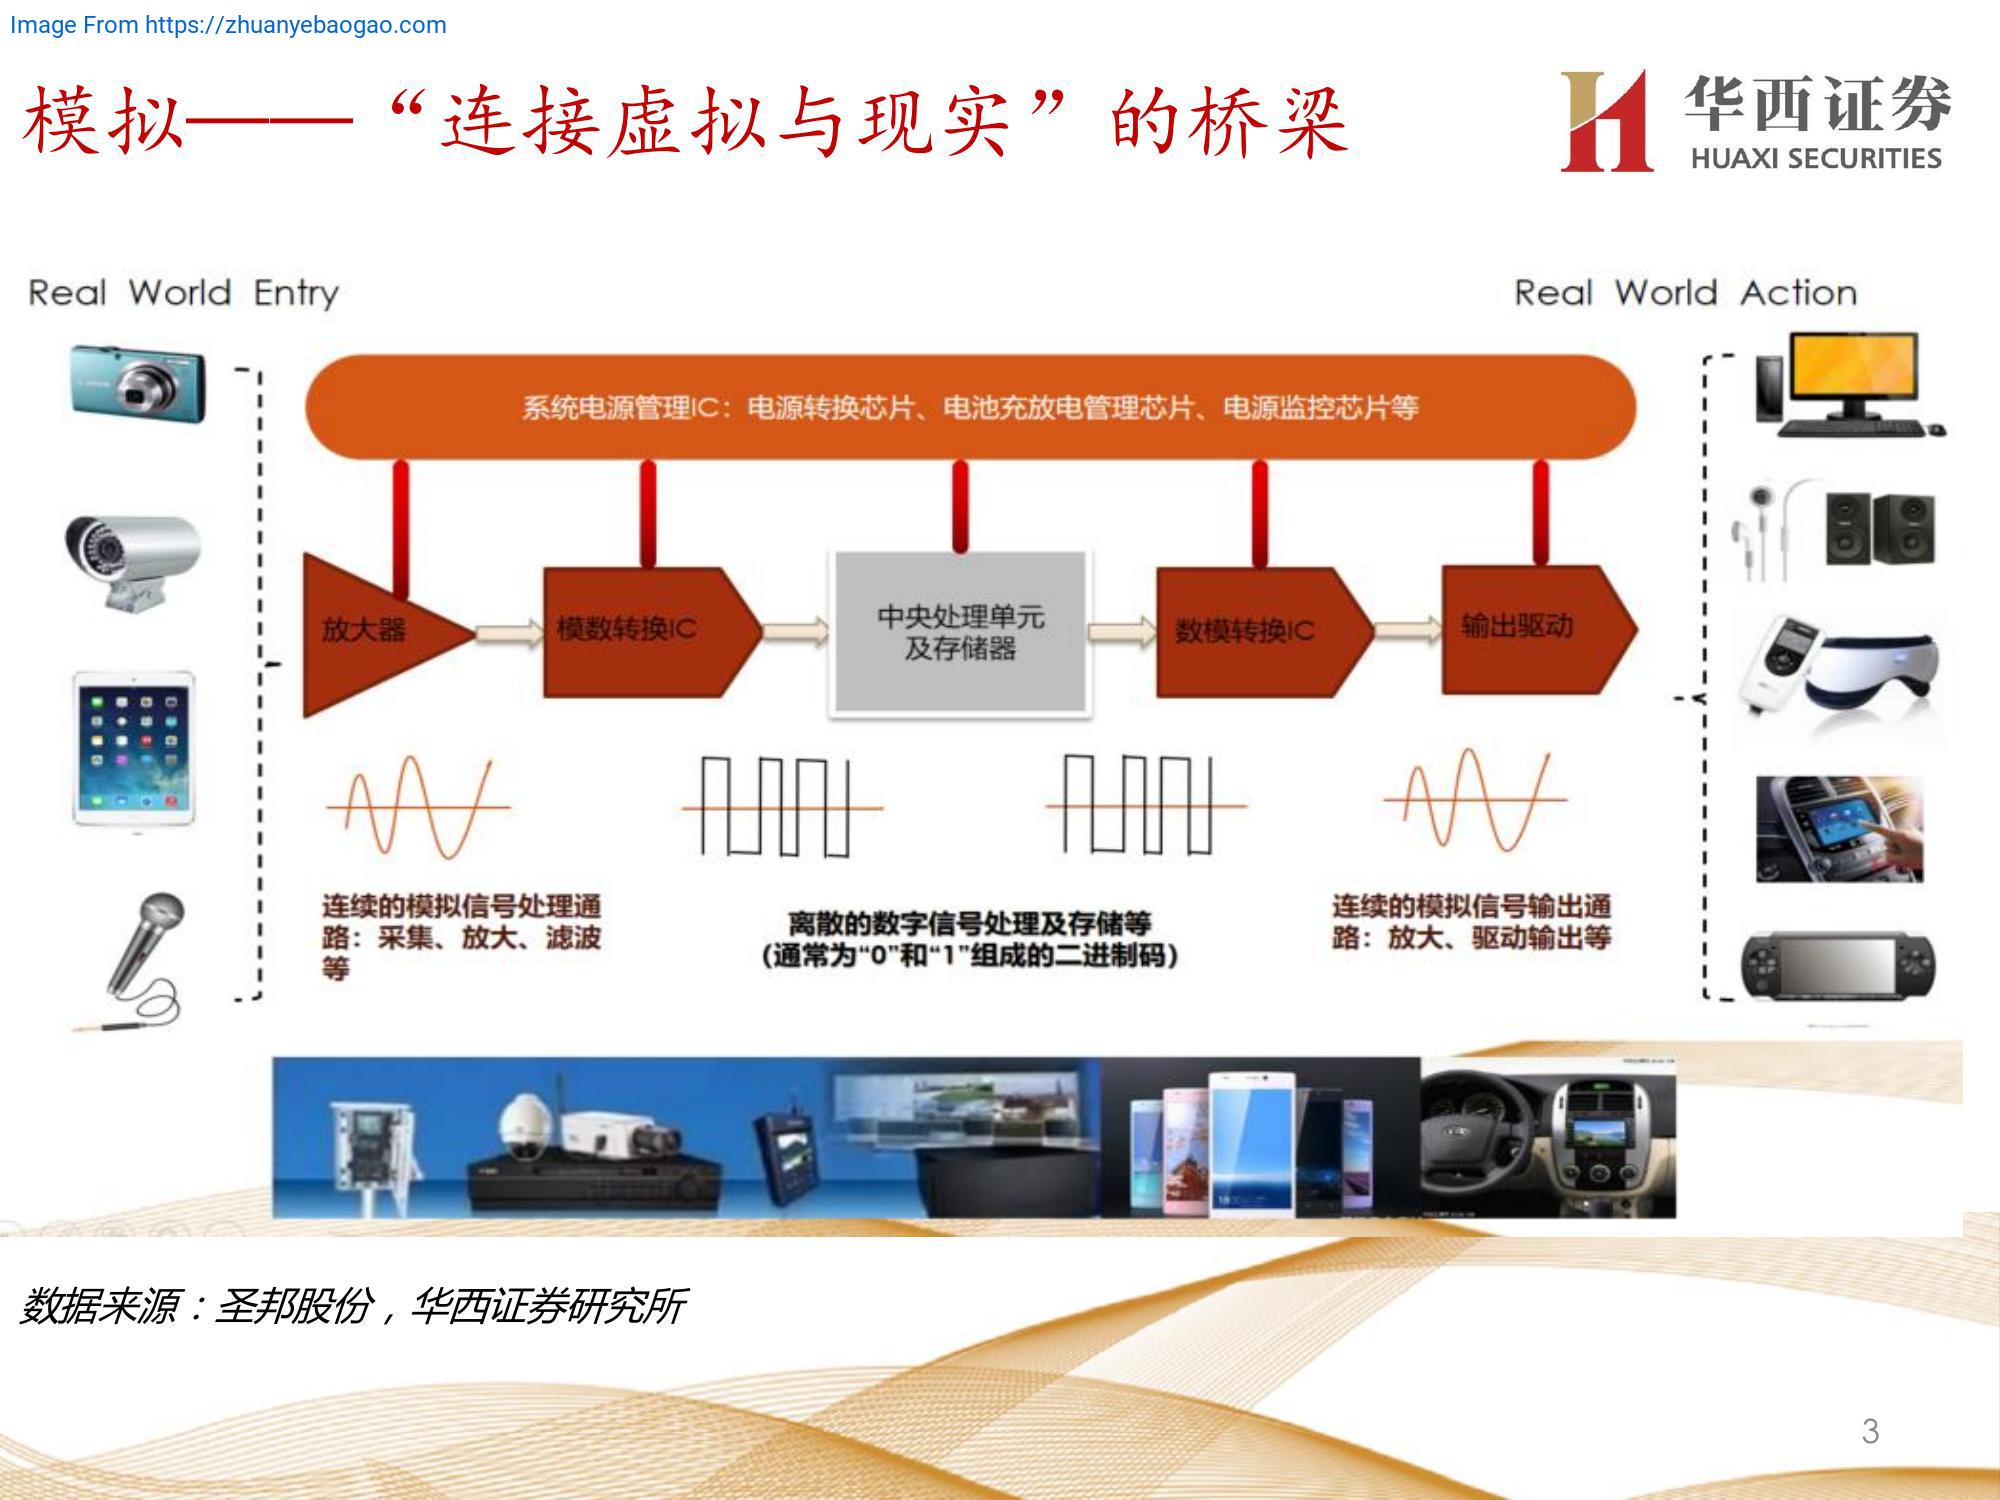 Image From https://zhuanyebaogao.com
模拟——“连接虚拟与现实”的桥梁
华西证券
HUAXI SECURITIES
Real World Entry
Real World Action
系统电源管理IC：电源转换芯片、电池充放电管理芯片、电源监控芯片等
放大器
模数转换IC
中央处理单元
及存储器
数模转换IC
输出驱动
连续的模拟信号处理通
路：采集、放大、滤波
等
离散的数字信号处理及存储等
(通常为“0”和“1”组成的二进制码)
连续的模拟信号输出通
路：放大、驱动输出等
数据来源：圣邦股份，华西证券研究所
3